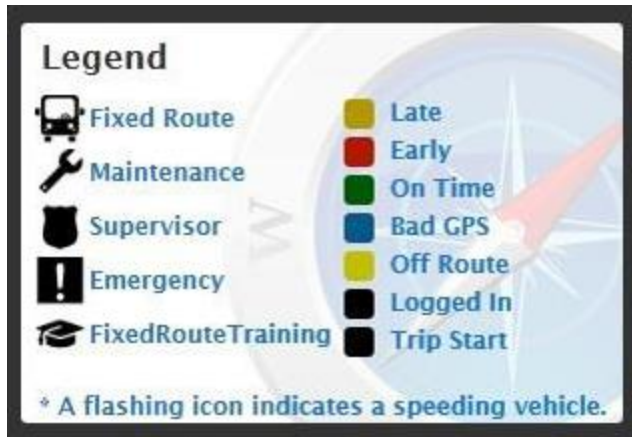 Legend
Fixed Route
Maintenance
Supervisor
Emergency
FixedRouteTraining
Late
Early
On Time
Bad GPS
Off Route
Logged In
Trip Start
* A flashing icon indicates a speeding vehicle.
W